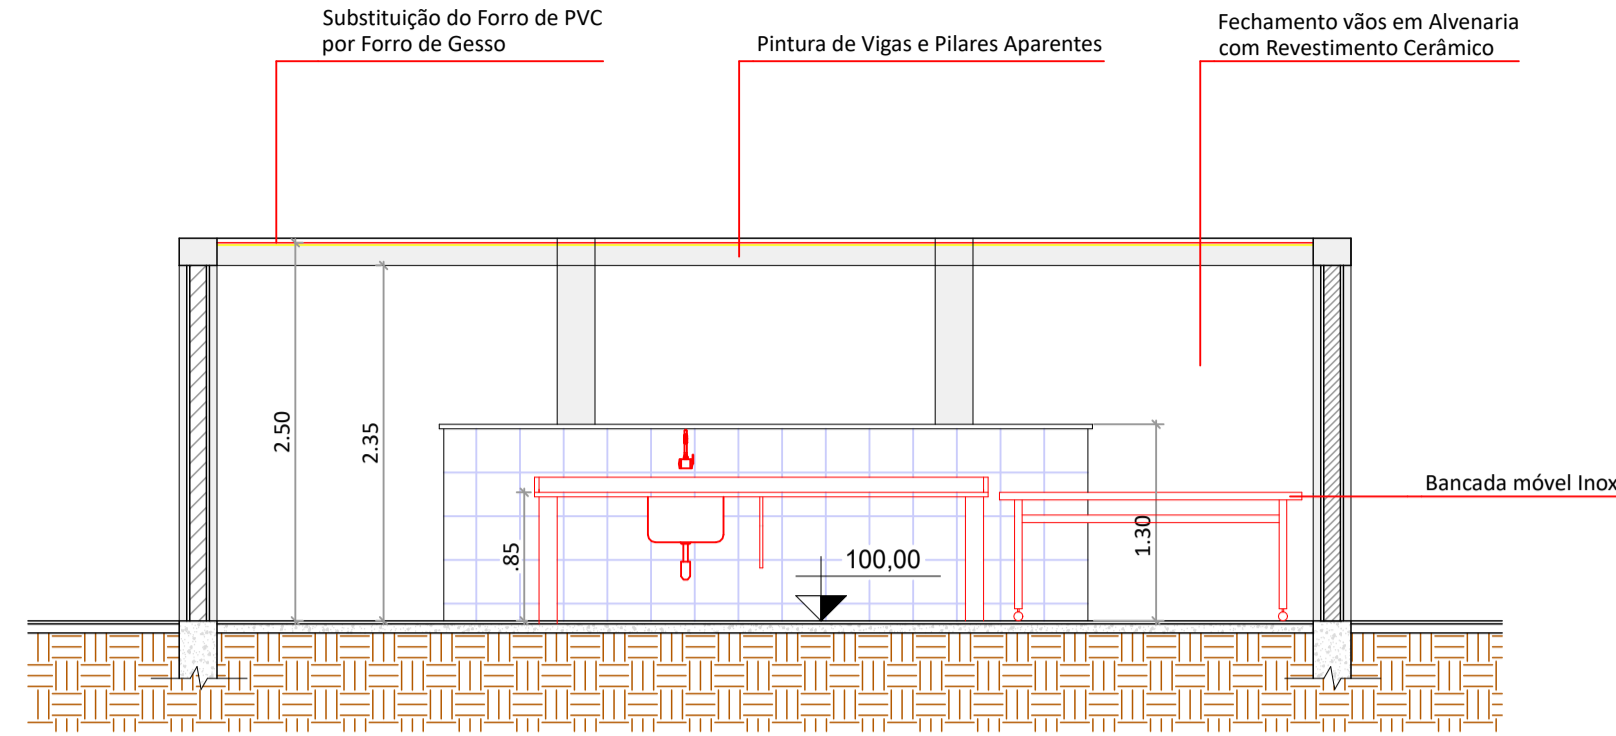 Substituição do Forro de PVC
por Forro de Gesso
Pintura de Vigas e Pilares Aparentes
Fechamento vãos em Alvenaria
com Revestimento Cerâmico
2.50
2.35
Bancada móvel Inox
.85
1.30
100,00